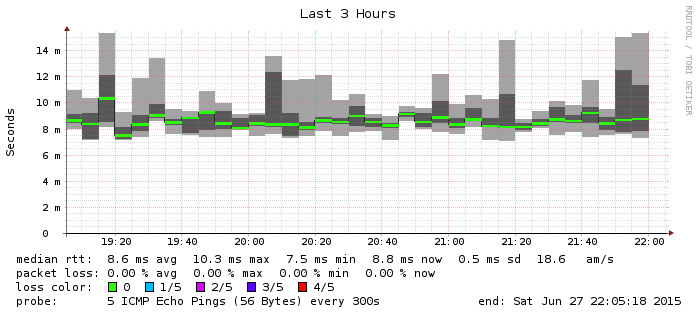 Last 3 Hours
RRDTOOL / TOBI OETIKER
Seconds
14 m
12 m
10 m
8 m
6 m
4 m
2 m
0
19:20 19:40 20:00 20:20 20:40 21:00 21:20 21:40 22:00
median rtt: 8.6 ms avg 10.3 ms max 7.5 ms min 8.8 ms now 0.5 ms sd 18.6 am/s
packet loss: 0.00 % avg 0.00 % max 0.00 % min 0.00 % now
loss color: 0 1/5 2/5 3/5 4/5
probe: 5 ICMP Echo Pings (56 Bytes) every 300s end: Sat Jun 27 22:05:18 2015